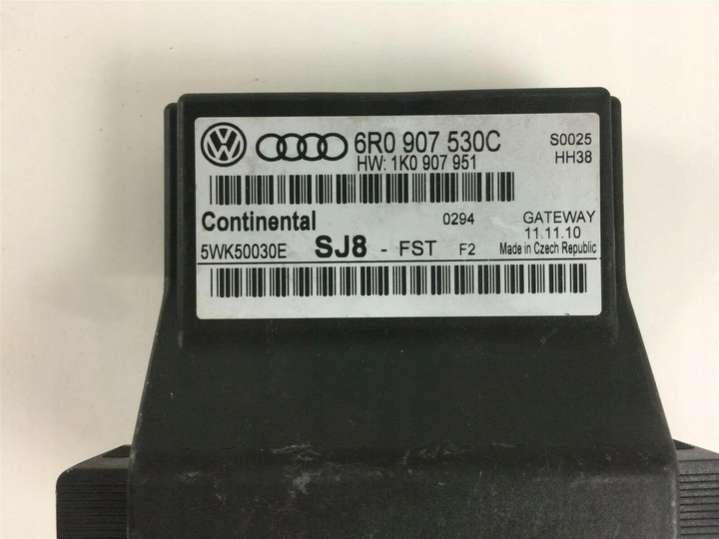 6R0 907 530C S0025
HW: 1K0 907 951 HH38
Continental 0294 GATEWAY
11.11.10
5WK50030E SJ8 - FST F2 Made in Czech Republic